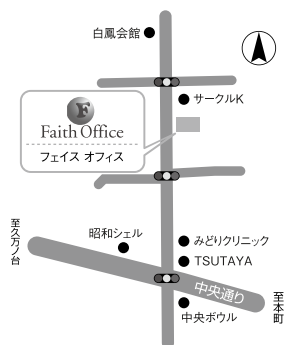 白鳳会館
サークルK
F
Faith Office
フェイス オフィス
至久万ノ台
昭和シェル
みどりクリニック
TSUTAYA
中央通り
至本町
中央ボウル